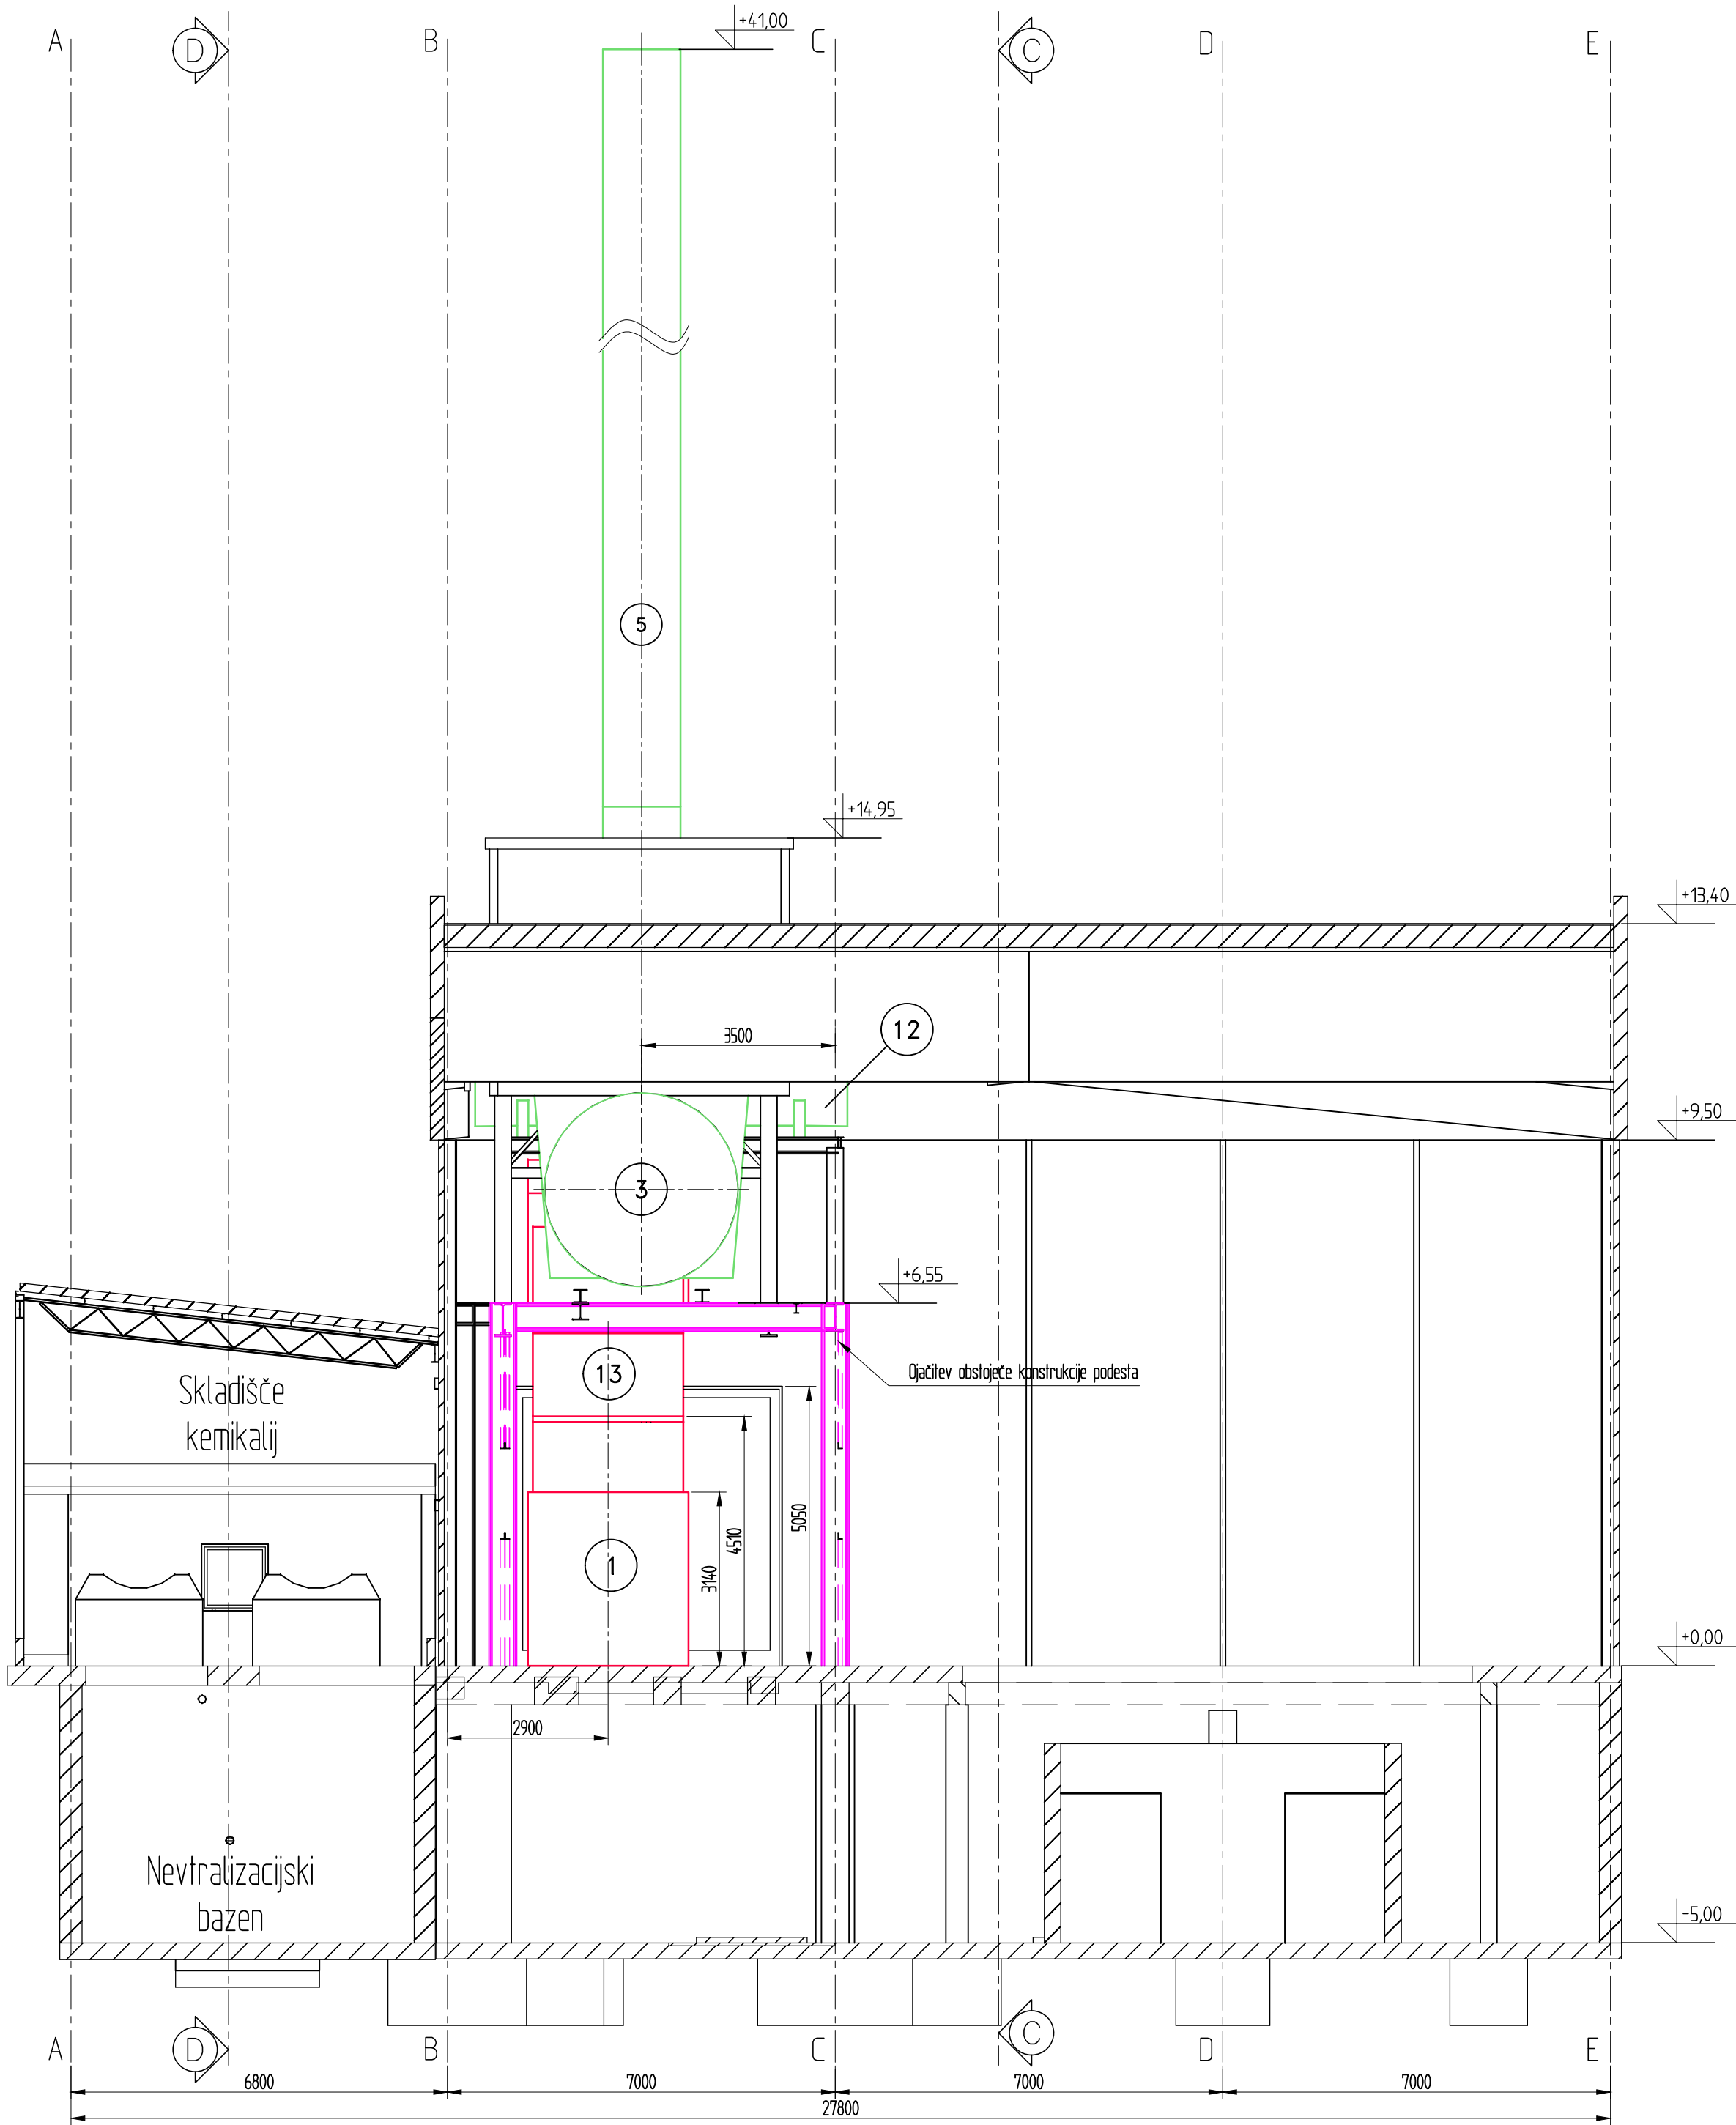 +41,00
A
D
B
C
C
D
E
5
+14,95
+13,40
12
3500
+9,50
3
+6,55
13
Ojačitev obstoječe konstrukcije podesta
Skladišče
kemikalij
5050
4510
3140
1
+0,00
2900
Nevtralizacijski
bazen
-5,00
A
D
B
C
C
D
E
6800
7000
7000
7000
27800